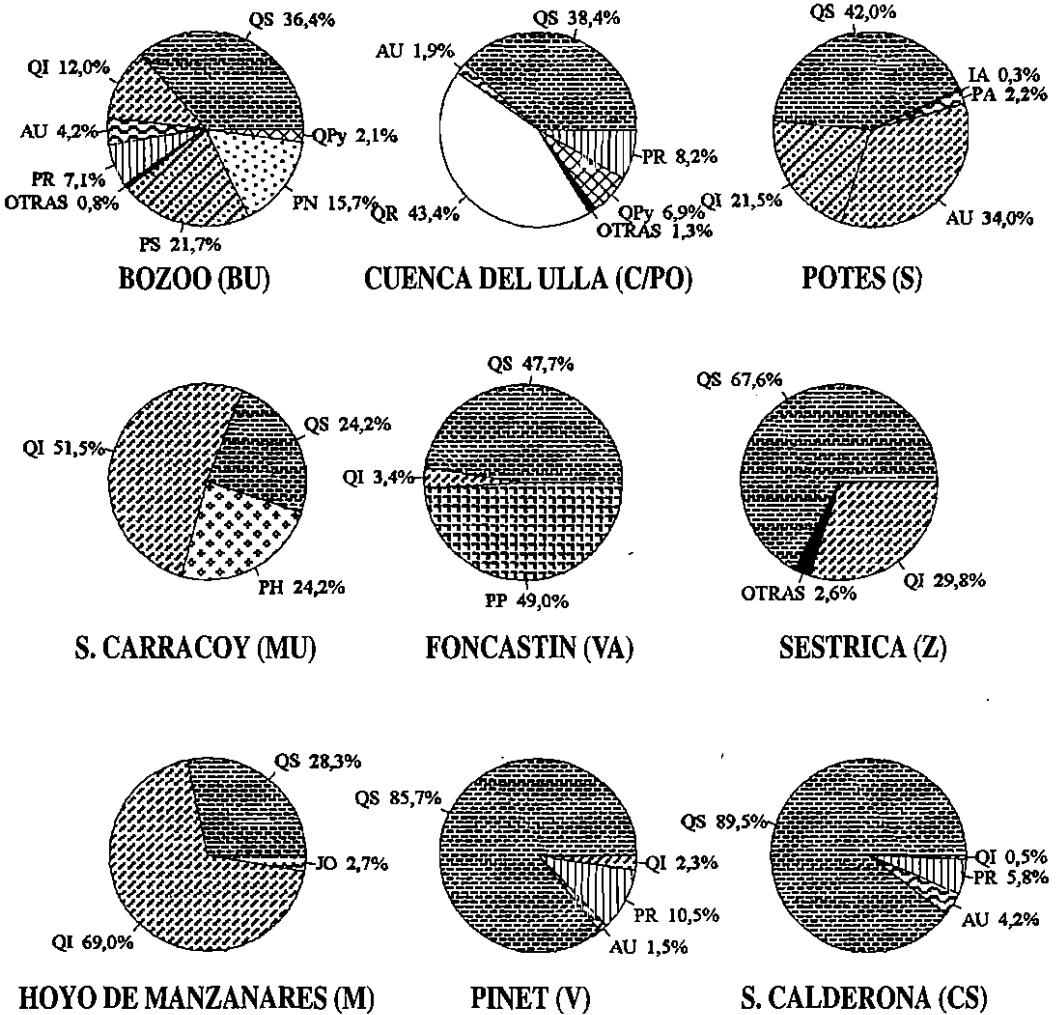 QS 36,4%
QI 12,0%
AU 4,2%
PR 7,1%
OTRAS 0,8%
PS 21,7%
PN 15,7%
QPy 2,1%
BOZOO (BU)
QS 38,4%
AU 1,9%
QR 43,4%
OTRAS 1,3%
QPy 6,9%
PR 8,2%
CUENCA DEL ULLA (C/PO)
QS 42,0%
IA 0,3%
PA 2,2%
QI 21,5%
AU 34,0%
POTES (S)
QI 51,5%
QS 24,2%
PH 24,2%
S. CARRACOY (MU)
QS 47,7%
QI 3,4%
PP 49,0%
FONCASTIN (VA)
QS 67,6%
OTRAS 2,6%
QI 29,8%
SESTRICA (Z)
QS 28,3%
JO 2,7%
QI 69,0%
HOYO DE MANZANARES (M)
QS 85,7%
QI 2,3%
PR 10,5%
AU 1,5%
PINET (V)
QS 89,5%
QI 0,5%
PR 5,8%
AU 4,2%
S. CALDERONA (CS)